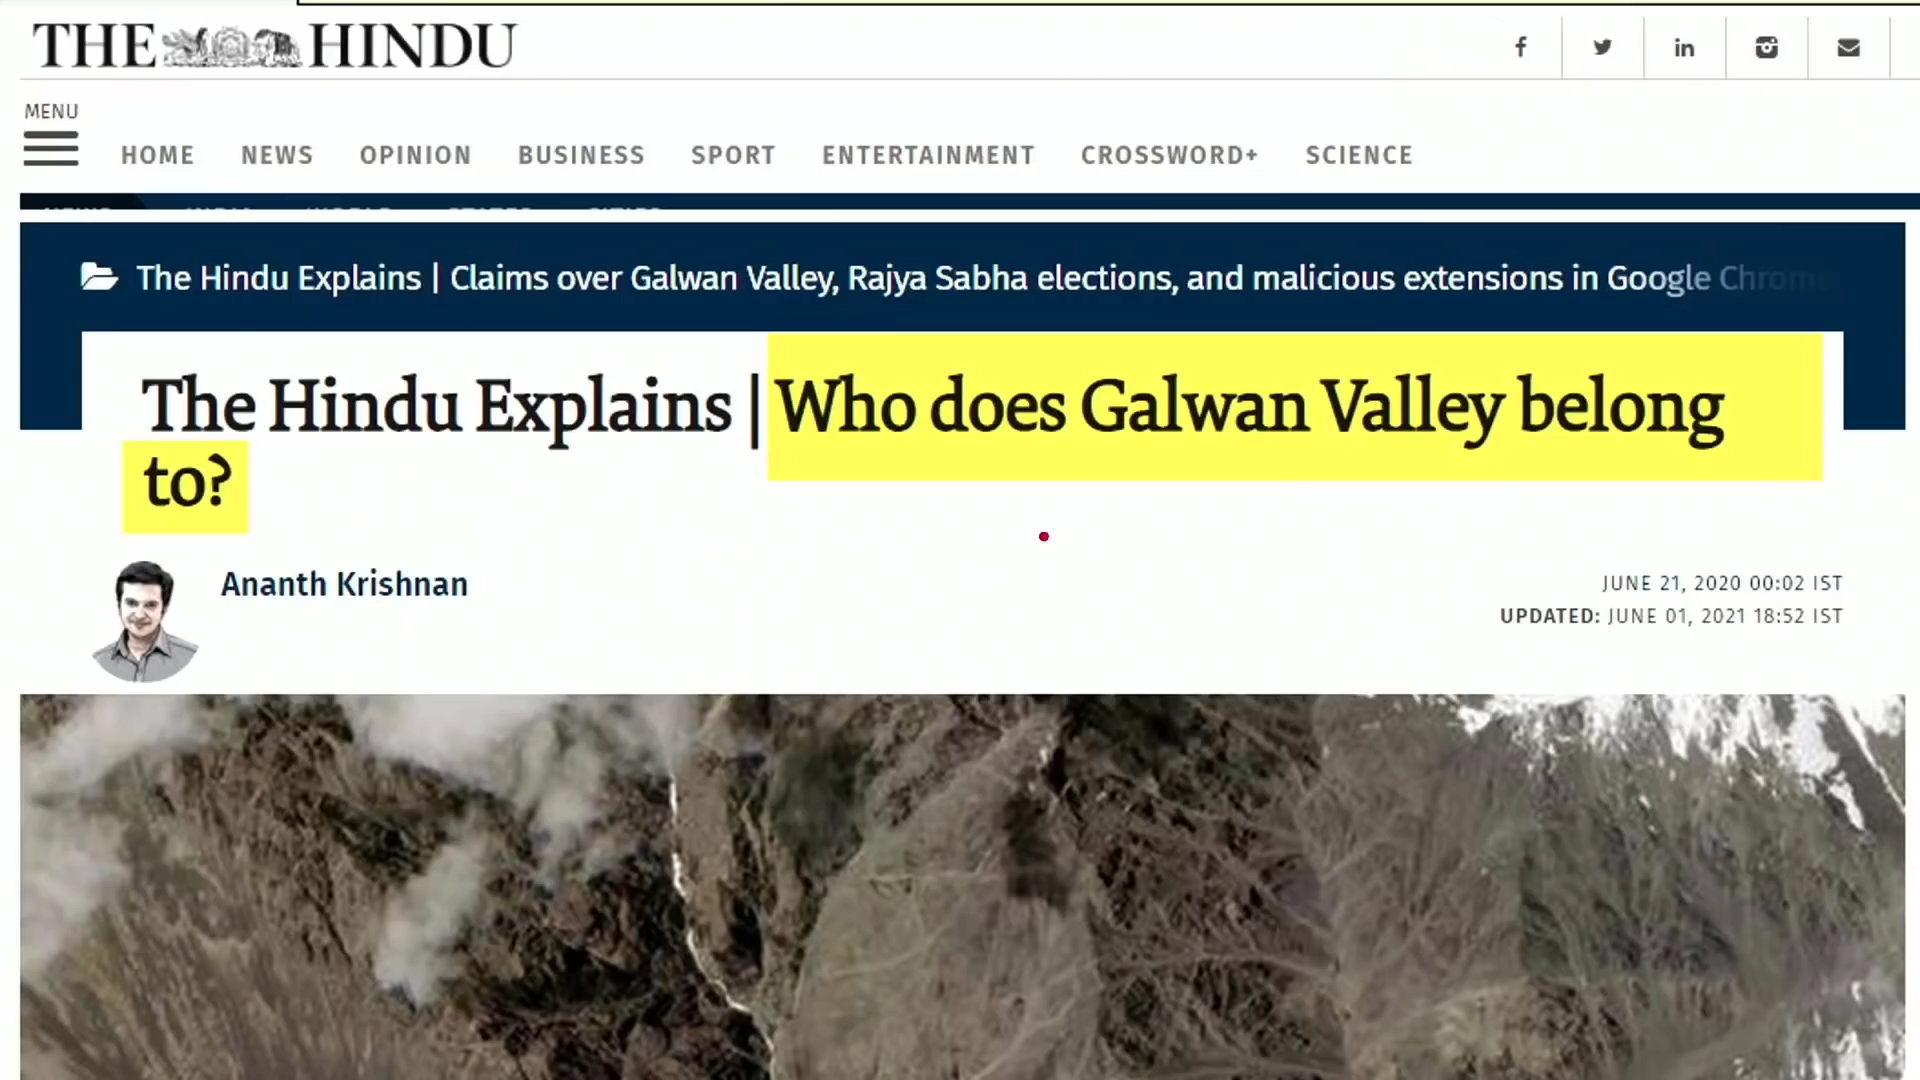 THE HINDU
MENU
HOME NEWS OPINION BUSINESS SPORT ENTERTAINMENT CROSSWORD+ SCIENCE
The Hindu Explains | Claims over Galwan Valley, Rajya Sabha elections, and malicious extensions in Google Chrome
The Hindu Explains | Who does Galwan Valley belong
to?
Ananth Krishnan
JUNE 21, 2020 00:02 IST
UPDATED: JUNE 01, 2021 18:52 IST